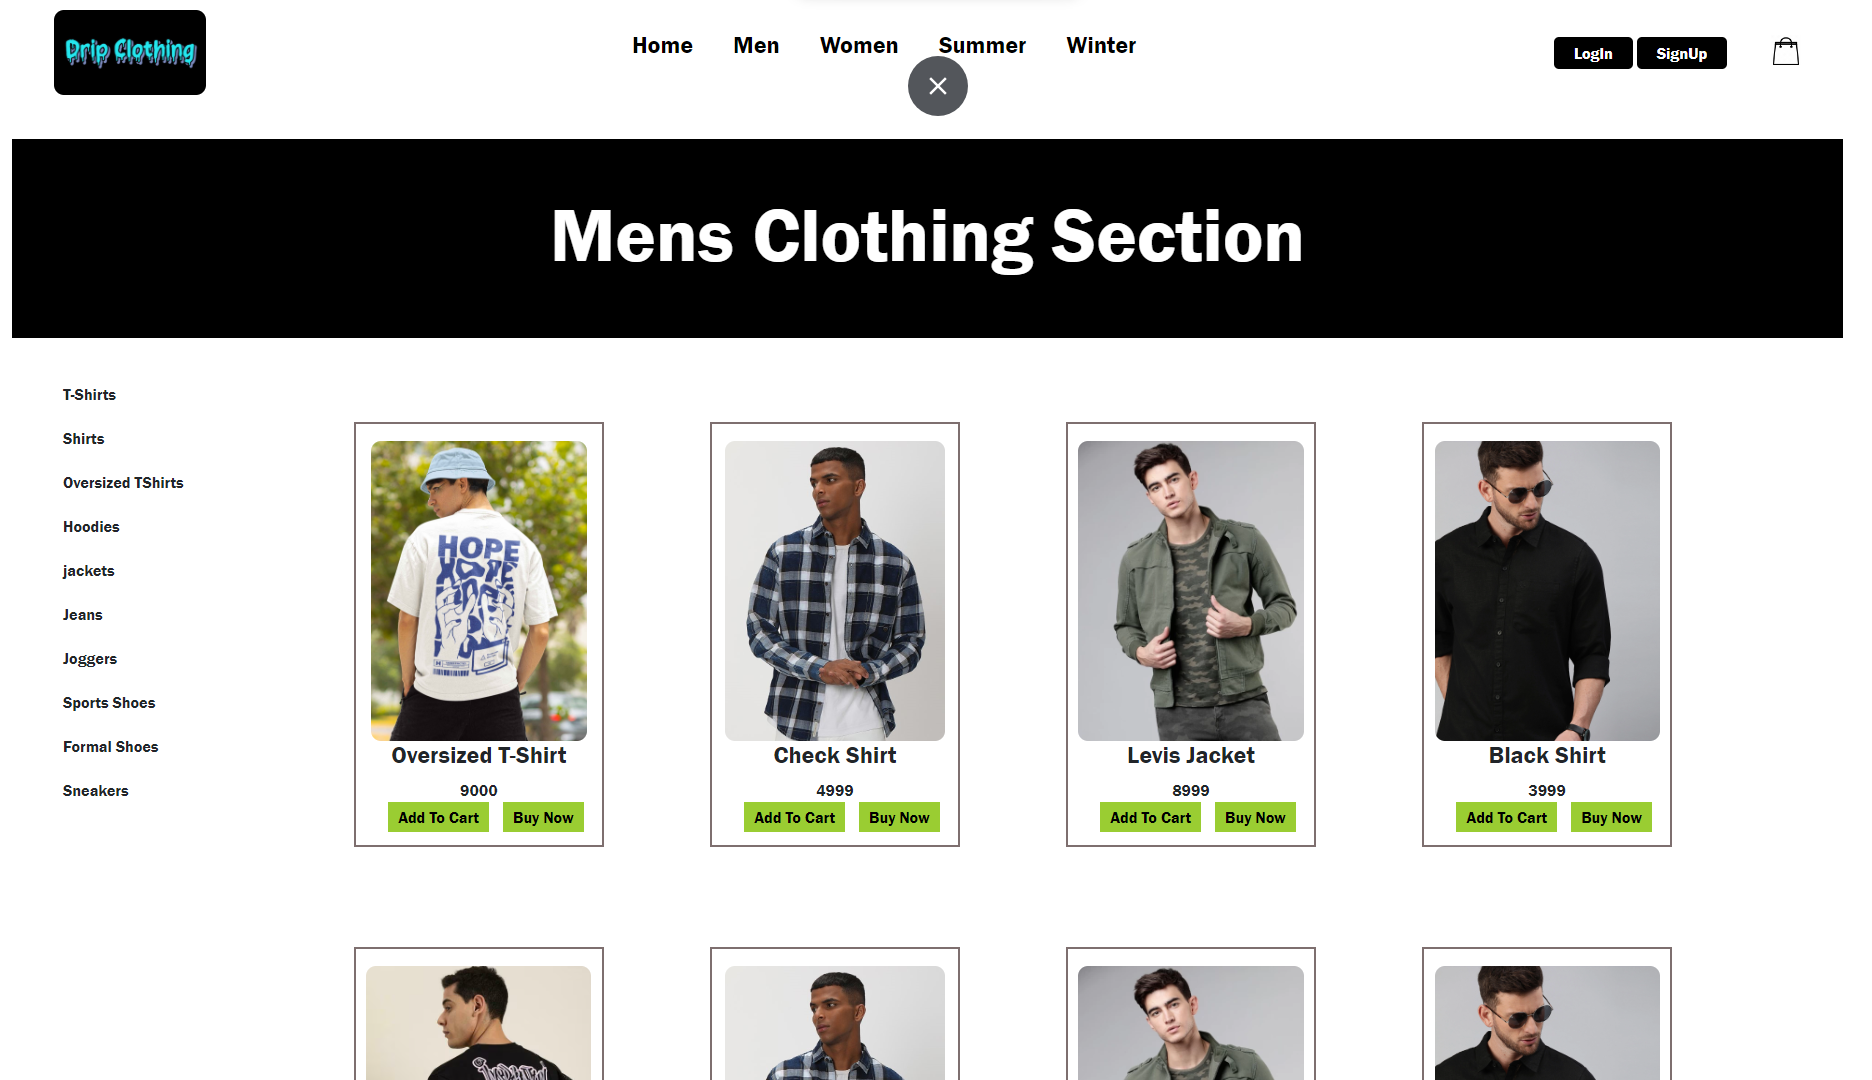 Drip Clothing
Home Men Women Summer Winter
LogIn SignUp
Mens Clothing Section
T-Shirts
Shirts
Oversized TShirts
Hoodies
jackets
Jeans
Joggers
Sports Shoes
Formal Shoes
Sneakers
HOPE
Oversized T-Shirt
9000
Add To Cart Buy Now
Check Shirt
4999
Add To Cart Buy Now
Levis Jacket
8999
Add To Cart Buy Now
Black Shirt
3999
Add To Cart Buy Now